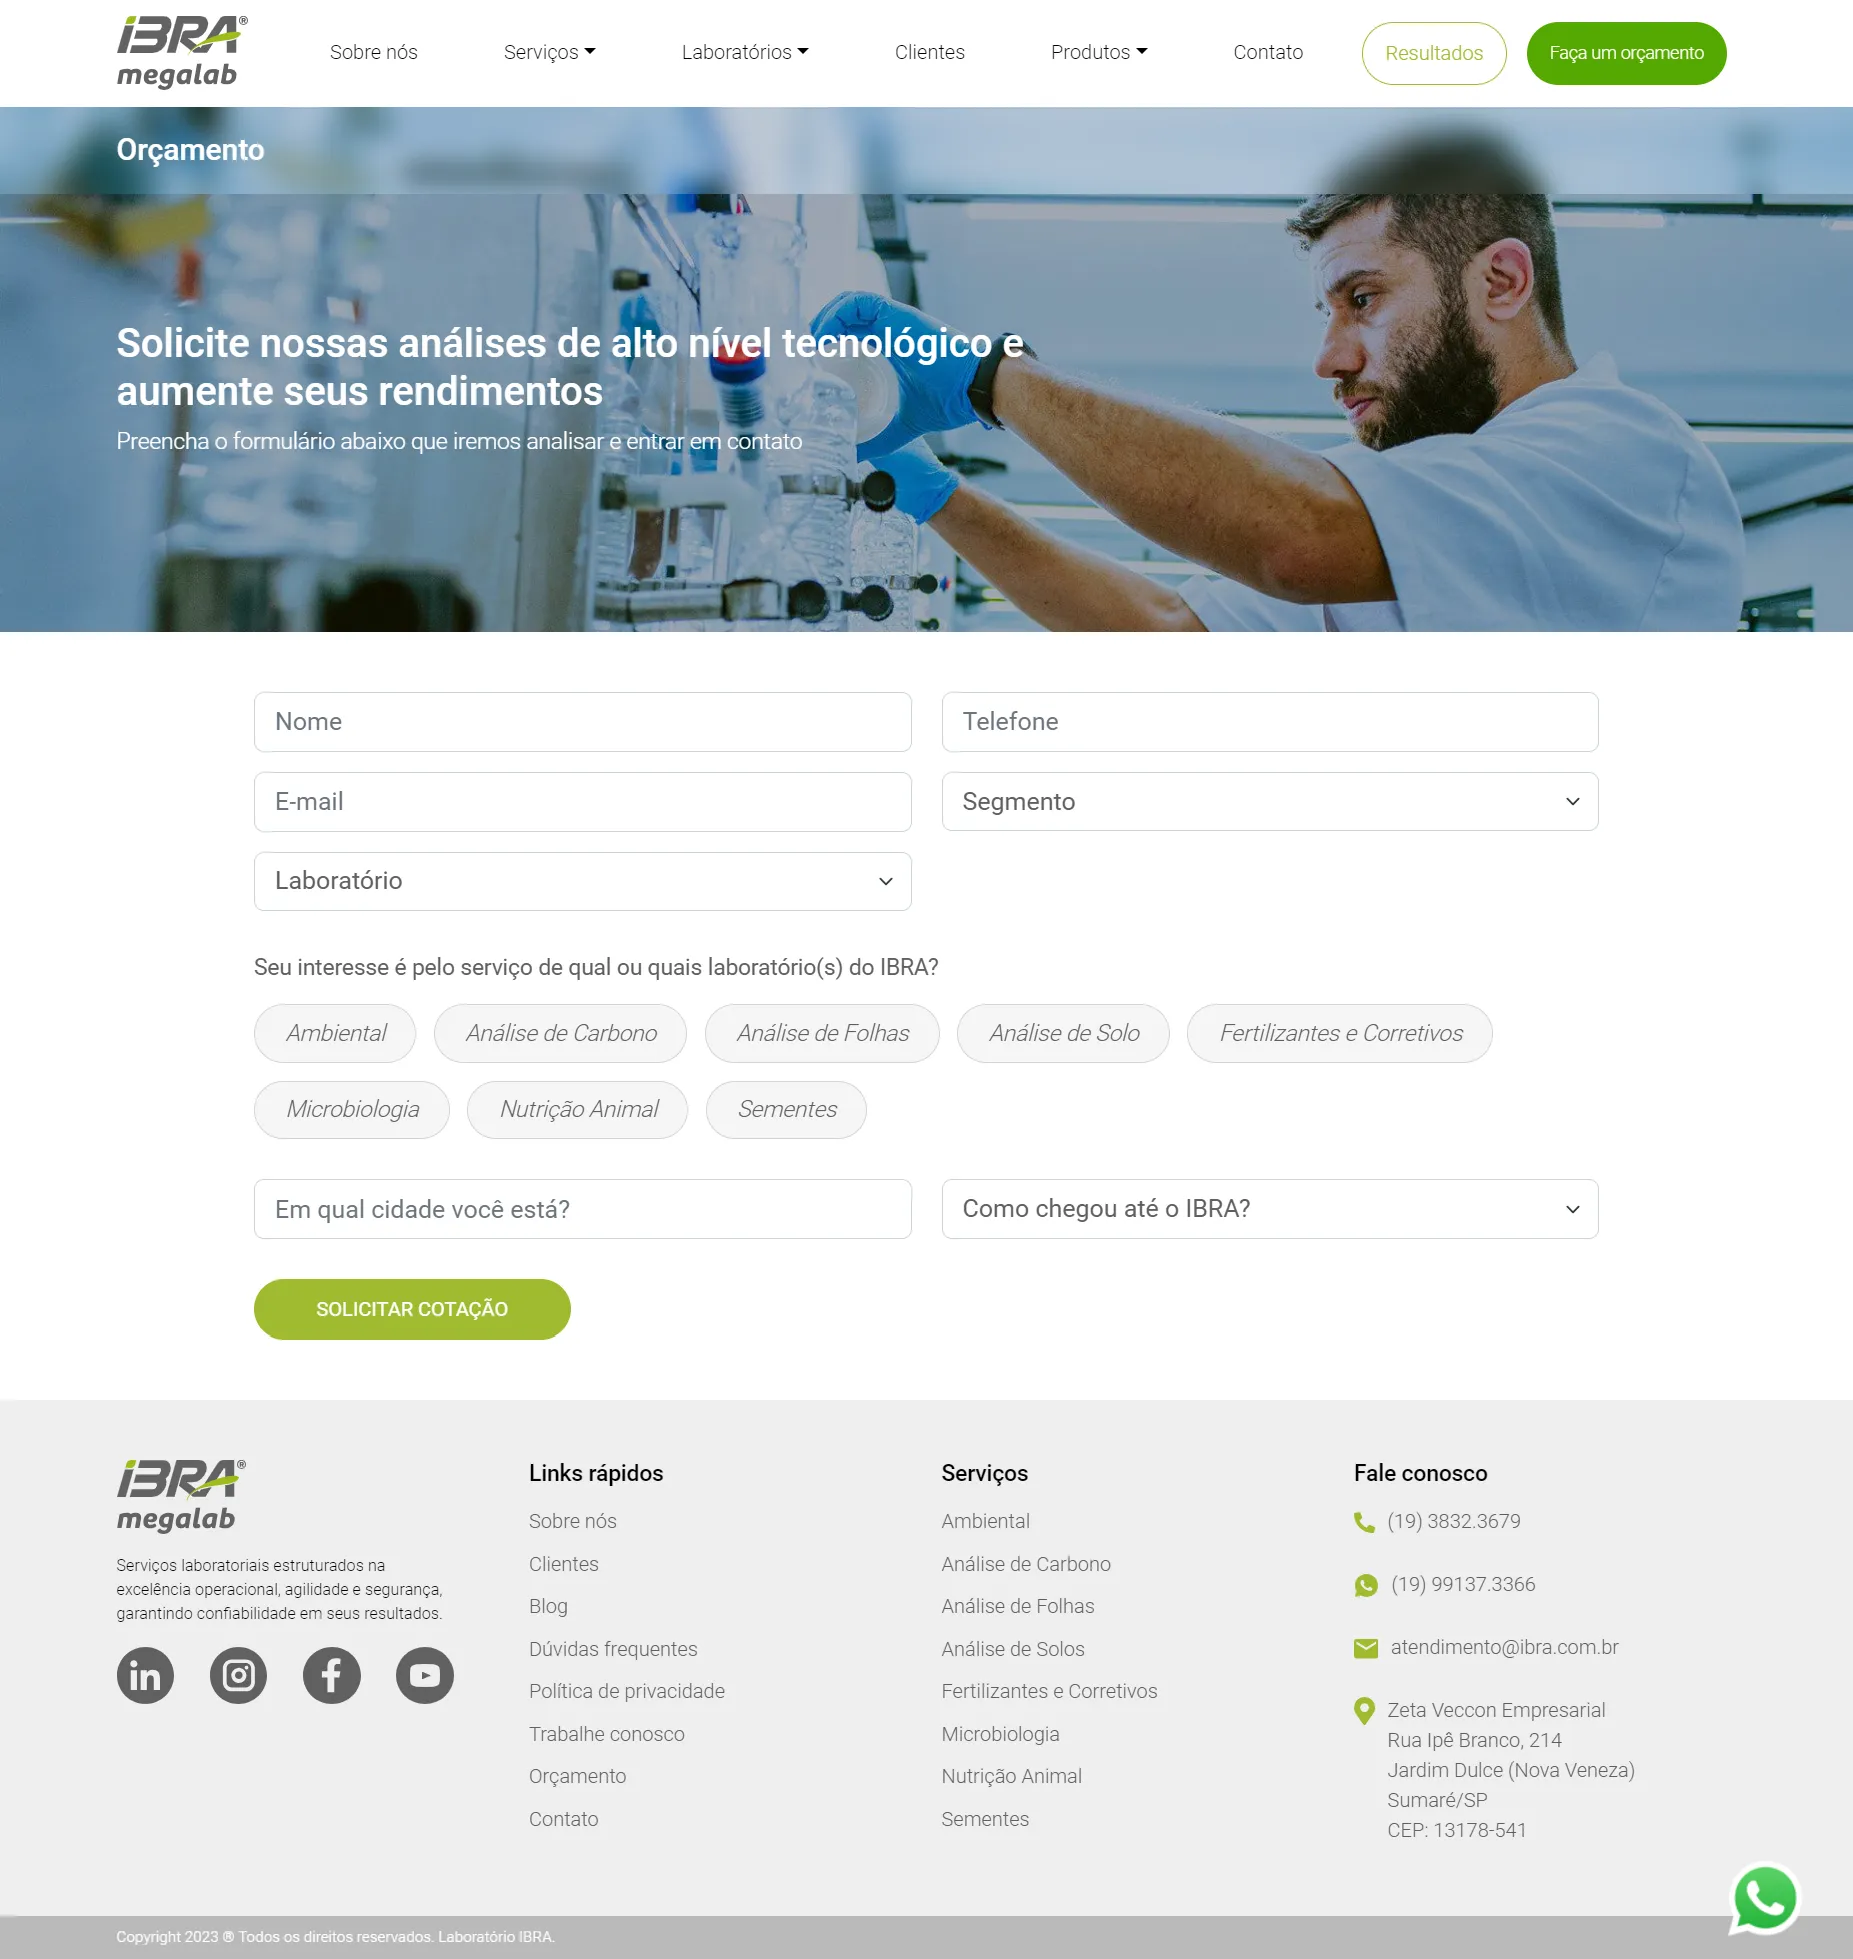 iBRA®
megalab
Sobre nós
Serviços
Laboratórios
Clientes
Produtos
Contato
Resultados
Faça um orçamento
Orçamento
Solicite nossas análises de alto nível tecnológico e
aumente seus rendimentos
Preencha o formulário abaixo que iremos analisar e entrar em contato
Nome
Telefone
E-mail
Segmento
Laboratório
Seu interesse é pelo serviço de qual ou quais laboratório(s) do IBRA?
Ambiental
Análise de Carbono
Análise de Folhas
Análise de Solo
Fertilizantes e Corretivos
Microbiologia
Nutrição Animal
Sementes
Em qual cidade você está?
Como chegou até o IBRA?
SOLICITAR COTAÇÃO
iBRA®
megalab
Serviços laboratoriais estruturados na
excelência operacional, agilidade e segurança,
garantindo confiabilidade em seus resultados.
Links rápidos
Sobre nós
Clientes
Blog
Dúvidas frequentes
Política de privacidade
Trabalhe conosco
Orçamento
Contato
Serviços
Ambiental
Análise de Carbono
Análise de Folhas
Análise de Solos
Fertilizantes e Corretivos
Microbiologia
Nutrição Animal
Sementes
Fale conosco
(19) 3832.3679
(19) 99137.3366
atendimento@ibra.com.br
Zeta Veccon Empresarial
Rua Ipê Branco, 214
Jardim Dulce (Nova Veneza)
Sumaré/SP
CEP: 13178-541
Copyright 2023 ® Todos os direitos reservados. Laboratório IBRA.